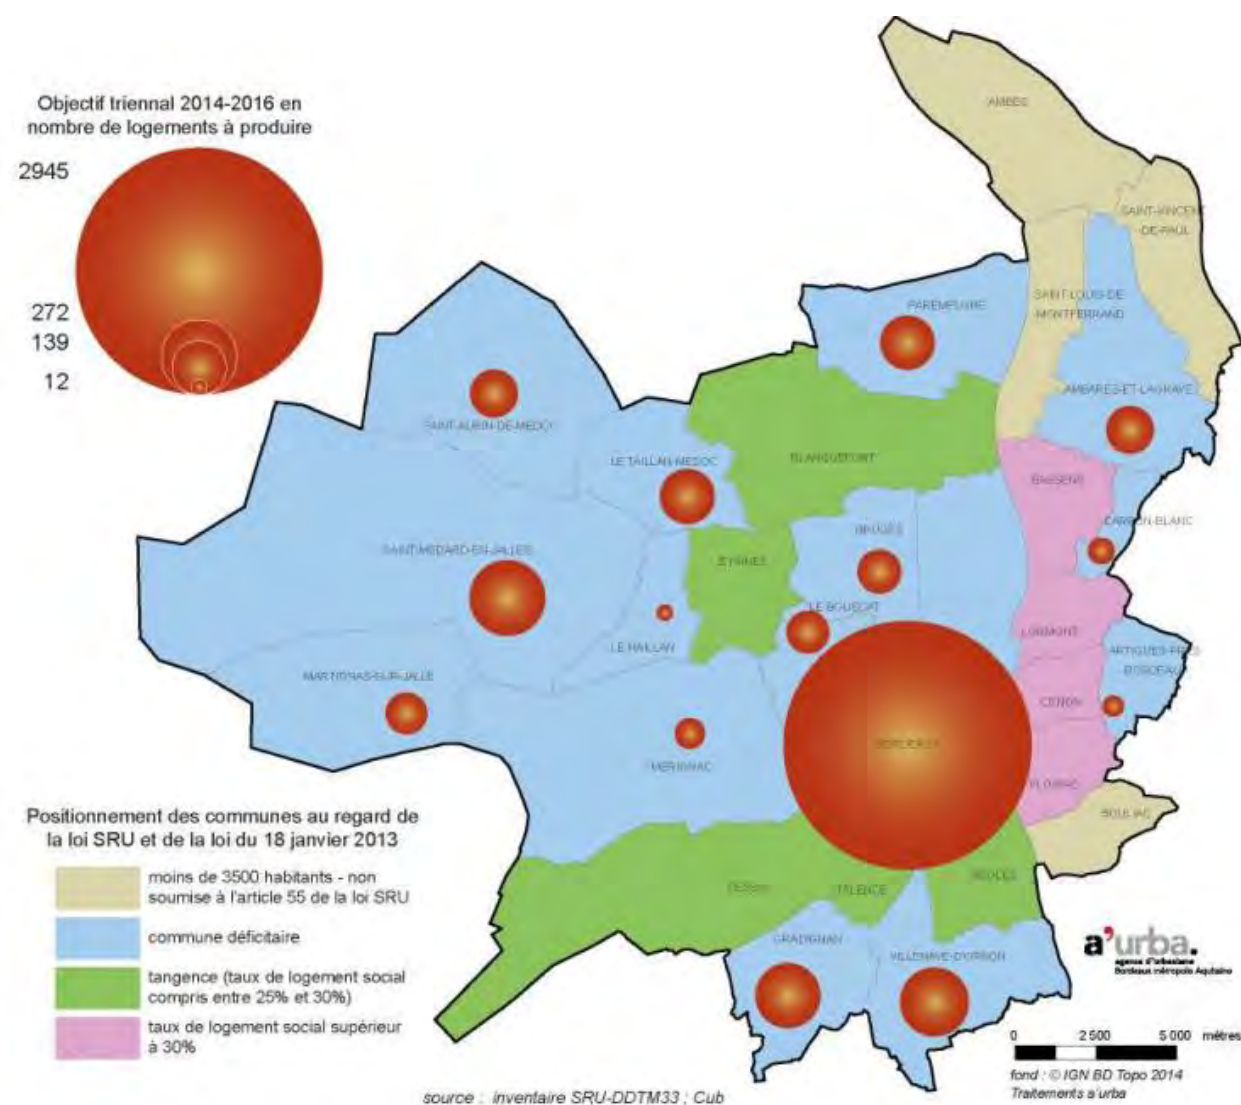 Objectif triennal 2014-2016 en
nombre de logements à produire
2945
272
139
12
AMBES
SAINT-VINCENT
-DE-PAUL
SAINT-LOUIS-DE-
MONTFERRAND
PAREMPUYRE
AMBARES-ET-LAGRAVE
SAINT-AUBIN-DE-MEDOC
LE TAILLAN-MEDOC
BLANQUEFORT
BASSENS
CARBON-BLANC
SAINT-MEDARD-EN-JALLES
EYSINES
BRUGES
LE BOUSCAT
LE HAILLAN
LORMONT
ARTIGUES-PRES-
BORDEAUX
MARTIGNAS-SUR-JALLE
CENON
MERIGNAC
BORDEAUX
FLOIRAC
BOULIAC
PESSAC
TALENCE
BEGLES
GRADIGNAN
VILLENAVE-D'ORNON
Positionnement des communes au regard de
la loi SRU et de la loi du 18 janvier 2013
moins de 3500 habitants - non
soumise à l'article 55 de la loi SRU
commune déficitaire
tangence (taux de logement social
compris entre 25% et 30%)
taux de logement social supérieur
à 30%
a'urba.
agence d'urbanisme
Bordeaux métropole Aquitaine
0 2 500 5 000 mètres
fond : © IGN BD Topo 2014
Traitements a'urba
source : inventaire SRU-DDTM33 ; Cub